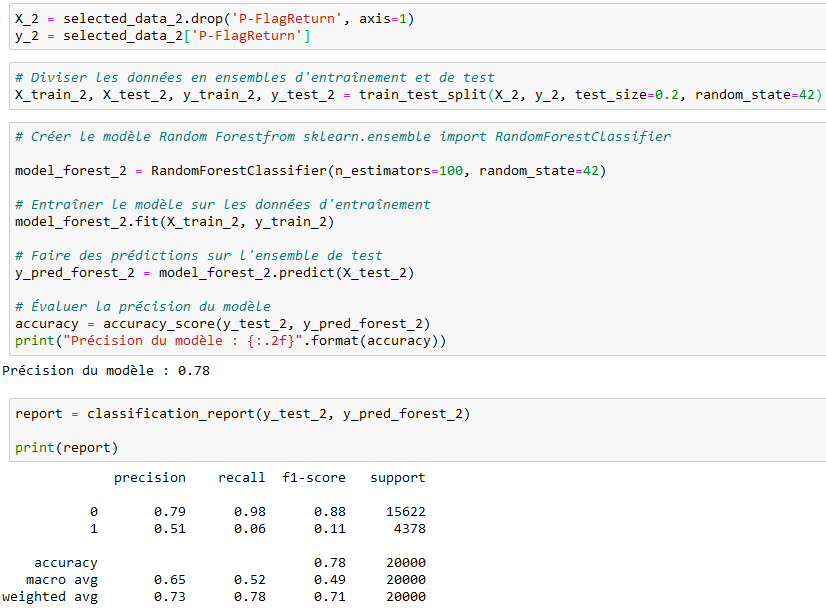 X_2 = selected_data_2.drop('P-FlagReturn', axis=1)
y_2 = selected_data_2['P-FlagReturn']
# Diviser les données en ensembles d'entraînement et de test
X_train_2, X_test_2, y_train_2, y_test_2 = train_test_split(X_2, y_2, test_size=0.2, random_state=42)
# Créer le modèle Random Forestfrom sklearn.ensemble import RandomForestClassifier
model_forest_2 = RandomForestClassifier(n_estimators=100, random_state=42)
# Entraîner le modèle sur les données d'entraînement
model_forest_2.fit(X_train_2, y_train_2)
# Faire des prédictions sur l'ensemble de test
y_pred_forest_2 = model_forest_2.predict(X_test_2)
# Évaluer la précision du modèle
accuracy = accuracy_score(y_test_2, y_pred_forest_2)
print("Précision du modèle : {:.2f}".format(accuracy))
Précision du modèle : 0.78
report = classification_report(y_test_2, y_pred_forest_2)
print(report)
precision recall f1-score support
0 0.79 0.98 0.88 15622
1 0.51 0.06 0.11 4378
accuracy 0.78 20000
macro avg 0.65 0.52 0.49 20000
weighted avg 0.73 0.78 0.71 20000